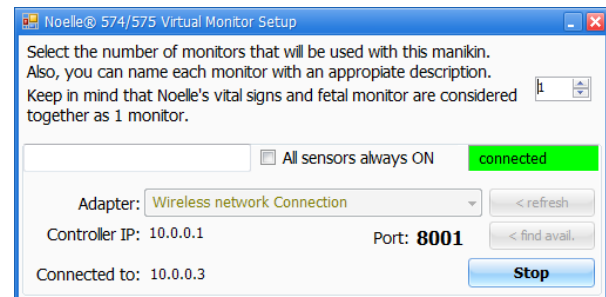 Noelle® 574/575 Virtual Monitor Setup
Select the number of monitors that will be used with this manikin.
Also, you can name each monitor with an appropiate description.
Keep in mind that Noelle's vital signs and fetal monitor are considered
together as 1 monitor.
1
All sensors always ON
connected
Adapter: Wireless network Connection
< refresh
Controller IP: 10.0.0.1
Port: 8001
< find avail.
Connected to: 10.0.0.3
Stop